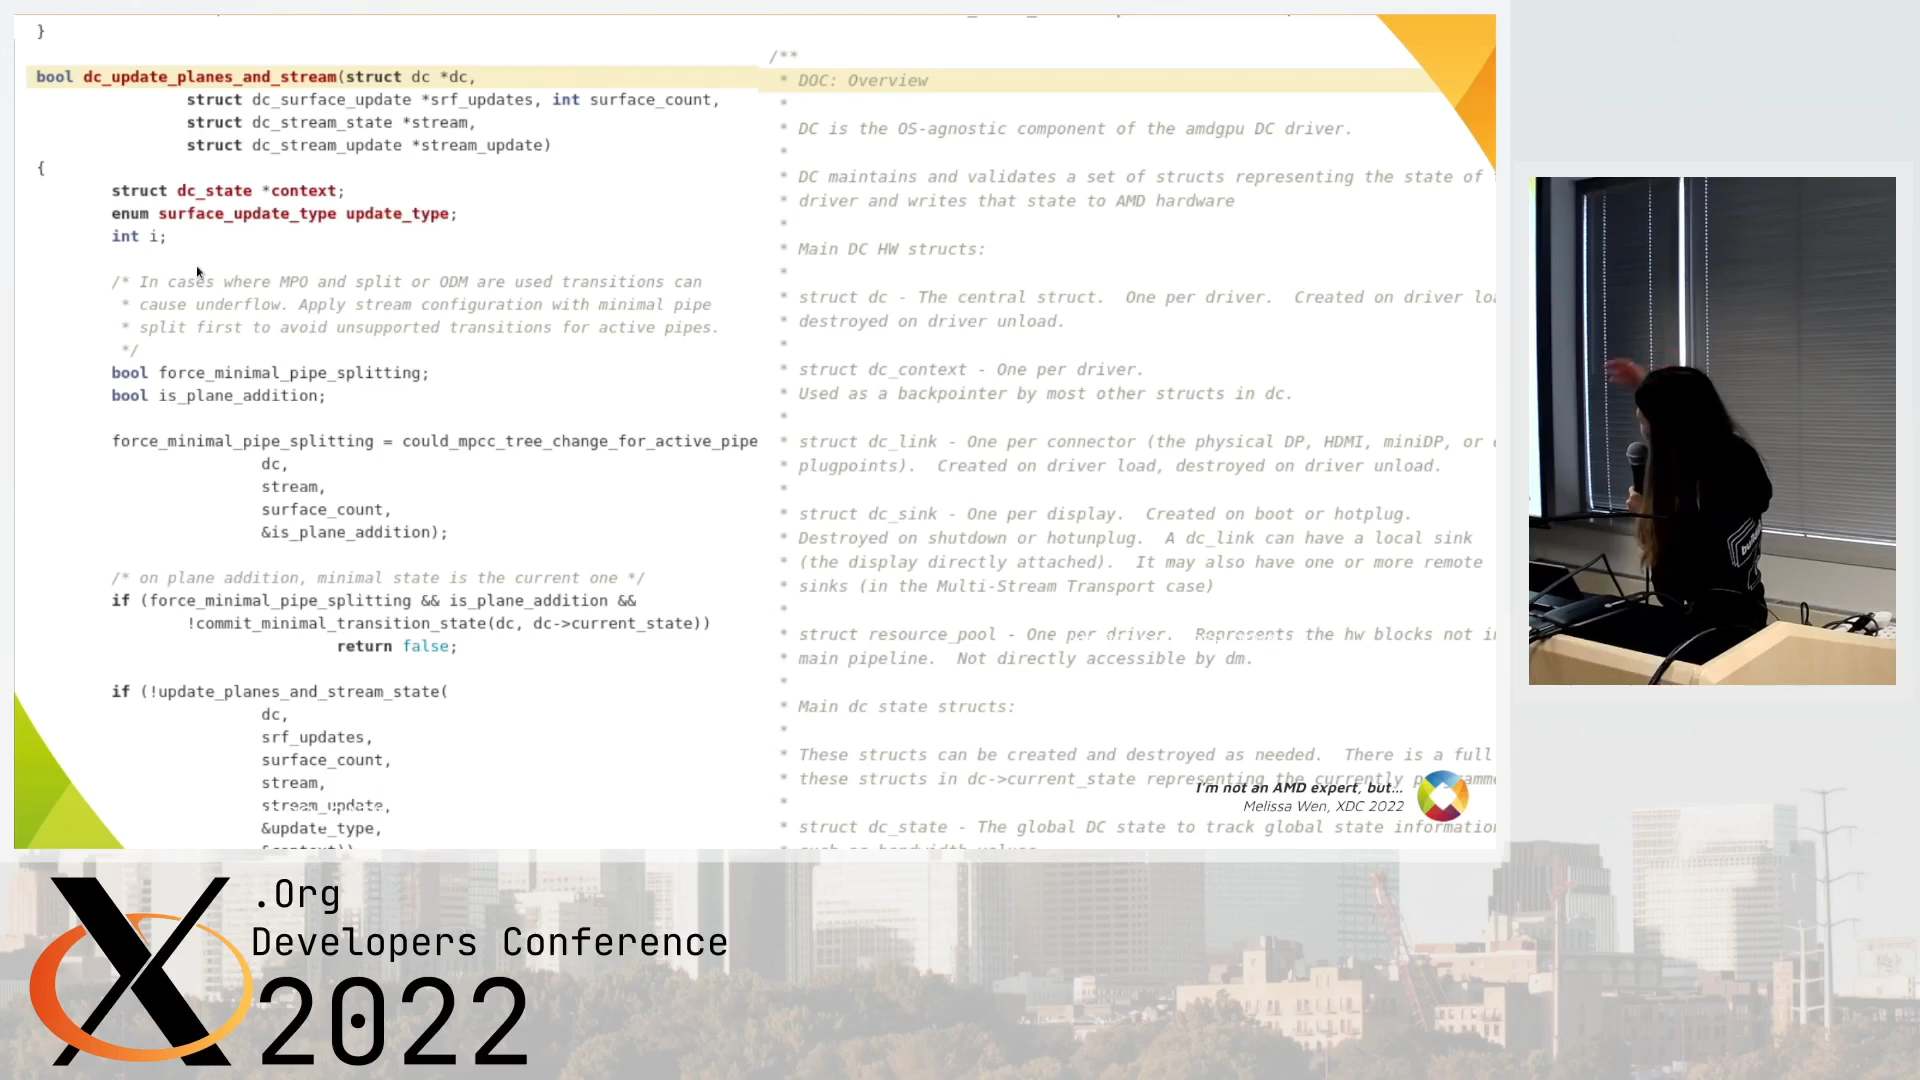 }
bool dc_update_planes_and_stream(struct dc *dc,
struct dc_surface_update *srf_updates, int surface_count,
struct dc_stream_state *stream,
struct dc_stream_update *stream_update)
{
struct dc_state *context;
enum surface_update_type update_type;
int i;
/* In cases where MPO and split or ODM are used transitions can
* cause underflow. Apply stream configuration with minimal pipe
* split first to avoid unsupported transitions for active pipes.
*/
bool force_minimal_pipe_splitting;
bool is_plane_addition;
force_minimal_pipe_splitting = could_mpcc_tree_change_for_active_pipe
dc,
stream,
surface_count,
&is_plane_addition);
/* on plane addition, minimal state is the current one */
if (force_minimal_pipe_splitting && is_plane_addition &&
!commit_minimal_transition_state(dc, dc->current_state))
return false;
if (!update_planes_and_stream_state(
dc,
srf_updates,
surface_count,
stream,
stream_update,
&update_type,
&context))
/**
* DOC: Overview
*
* DC is the OS-agnostic component of the amdgpu DC driver.
*
* DC maintains and validates a set of structs representing the state of
* driver and writes that state to AMD hardware
*
* Main DC HW structs:
*
* struct dc - The central struct.  One per driver.  Created on driver loa
* destroyed on driver unload.
*
* struct dc_context - One per driver.
* Used as a backpointer by most other structs in dc.
*
* struct dc_link - One per connector (the physical DP, HDMI, miniDP, or
* plugpoints).  Created on driver load, destroyed on driver unload.
*
* struct dc_sink - One per display.  Created on boot or hotplug.
* Destroyed on shutdown or hotunplug.  A dc_link can have a local sink
* (the display directly attached).  It may also have one or more remote
* sinks (in the Multi-Stream Transport case)
*
* struct resource_pool - One per driver.  Represents the hw blocks not i
* main pipeline.  Not directly accessible by dm.
*
* Main dc state structs:
*
* These structs can be created and destroyed as needed.  There is a full
* these structs in dc->current_state representing the currently p
*
* struct dc_state - The global DC state to track global state informatio
I'm not an AMD expert, but...
Melissa Wen, XDC 2022
.Org
Developers Conference
2022